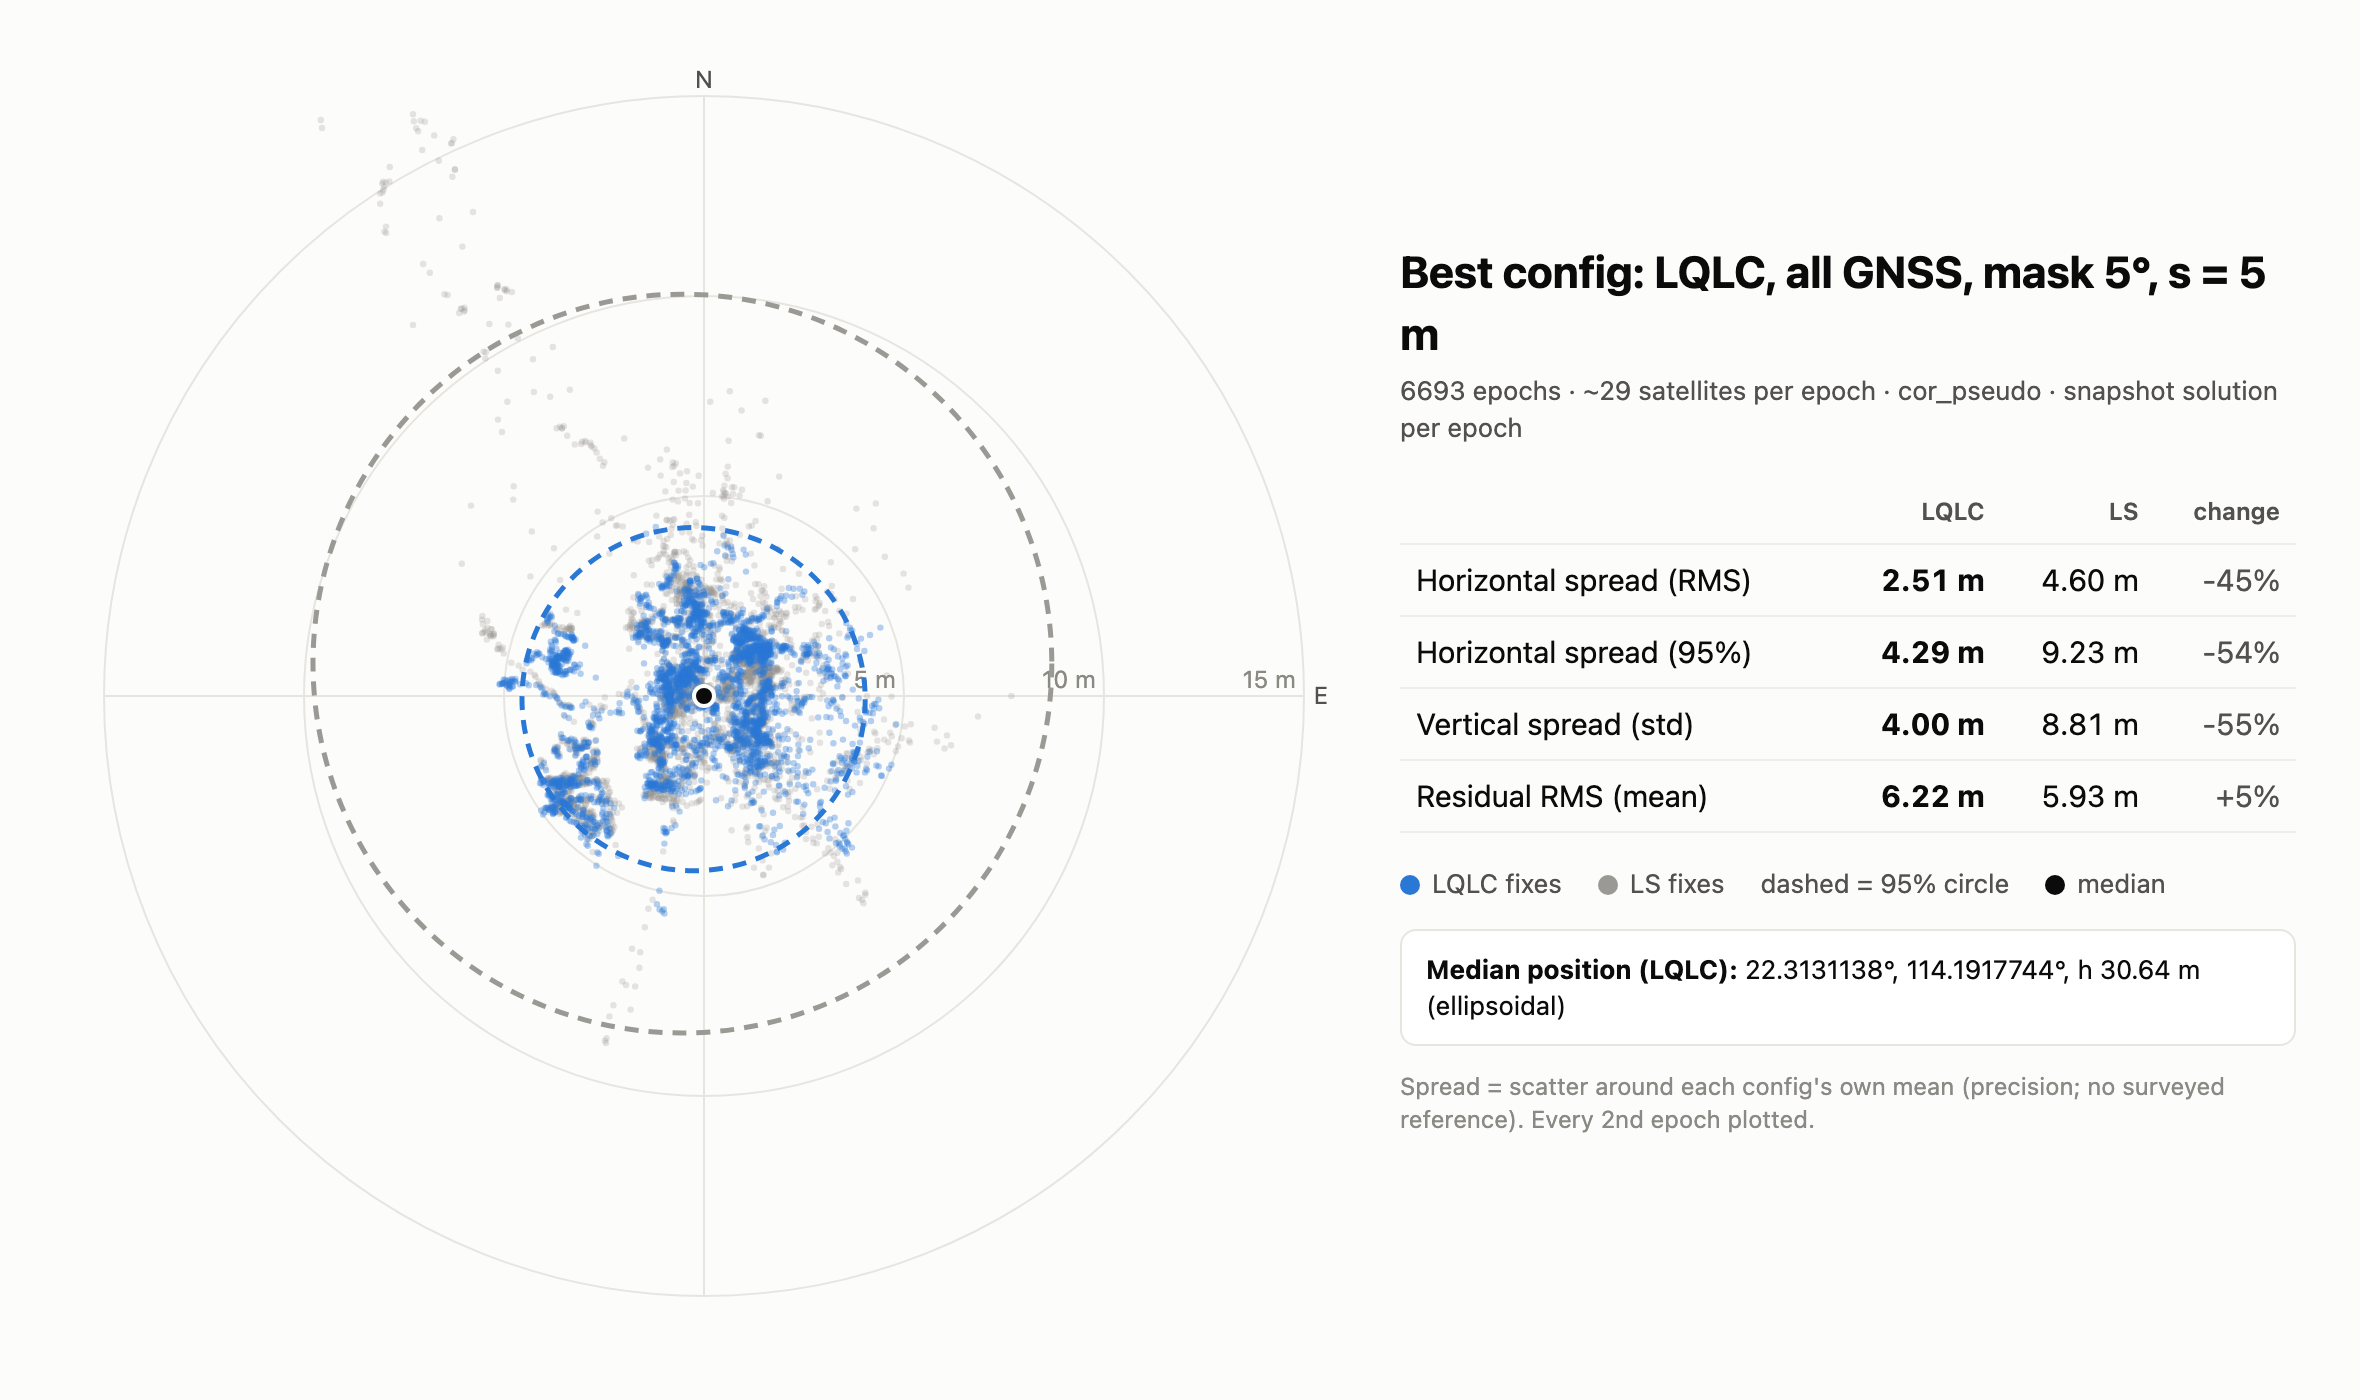 N
5 m
10 m
15 m
E
Best config: LQLC, all GNSS, mask 5°, s = 5
m
6693 epochs · ~29 satellites per epoch · cor_pseudo · snapshot solution
per epoch
LQLC LS change
Horizontal spread (RMS) 2.51 m 4.60 m -45%
Horizontal spread (95%) 4.29 m 9.23 m -54%
Vertical spread (std) 4.00 m 8.81 m -55%
Residual RMS (mean) 6.22 m 5.93 m +5%
LQLC fixes LS fixes dashed = 95% circle median
Median position (LQLC): 22.3131138°, 114.1917744°, h 30.64 m
(ellipsoidal)
Spread = scatter around each config's own mean (precision; no surveyed
reference). Every 2nd epoch plotted.